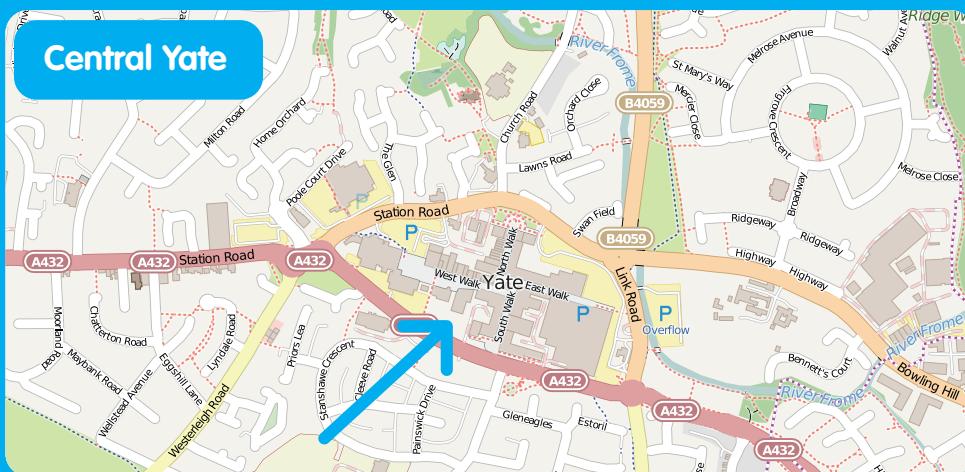 Central Yate
Ridge W
Walnut Ave
Melrose Avenue
River Frome
St Mary's Way
Mercier Close
Firgrove Crescent
B4059
Orchard Close
Church Road
Milton Road
Home Orchard
The Glen
Poole Court Drive
Lawns Road
Melrose Close
Broadway
P
Station Road
Swan Field
Ridgeway
Ridgeway
P
B4059
North Walk
Highway
Highway
A432
A432
Station Road
A432
West Walk
Yate
East Walk
Link Road
South Walk
P
P
Overflow
Moorland Road
Chatterton Road
Lyndale Road
Priors Lea
River Frome
Maybank Road
Eggshill Lane
Stanshawe Crescent
Cleeve Road
Bennett's Court
Bowling Hill
A432
River Frome
Wellstead Avenue
Westerleigh Road
Painswick Drive
A432
Gleneagles
Estoril
A432